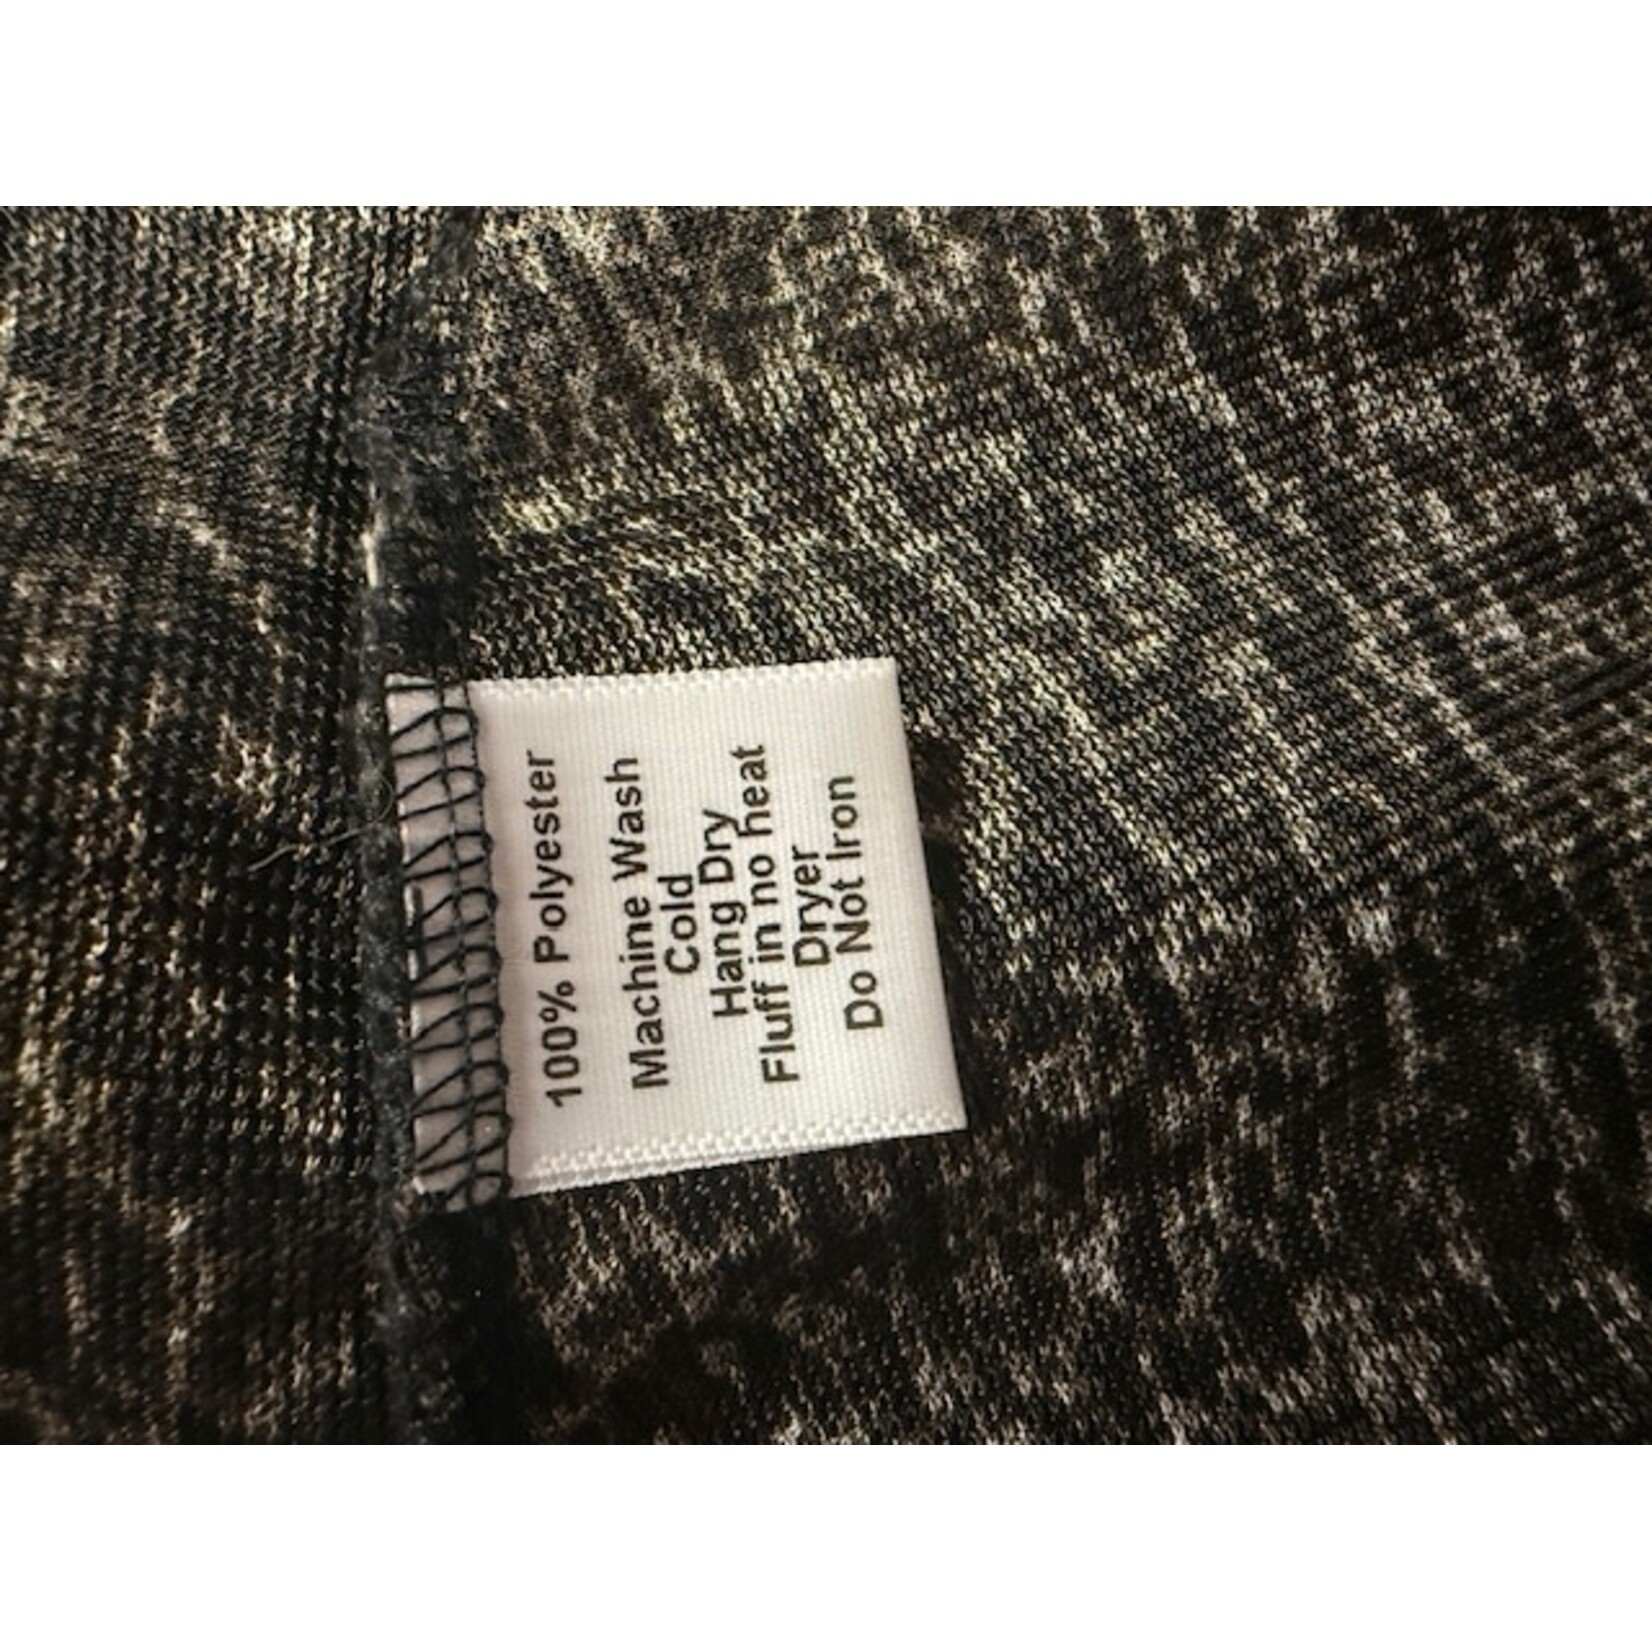 100% Polyester
Machine Wash
Cold
Hang Dry
Fluff in no heat
Dryer
Do Not Iron